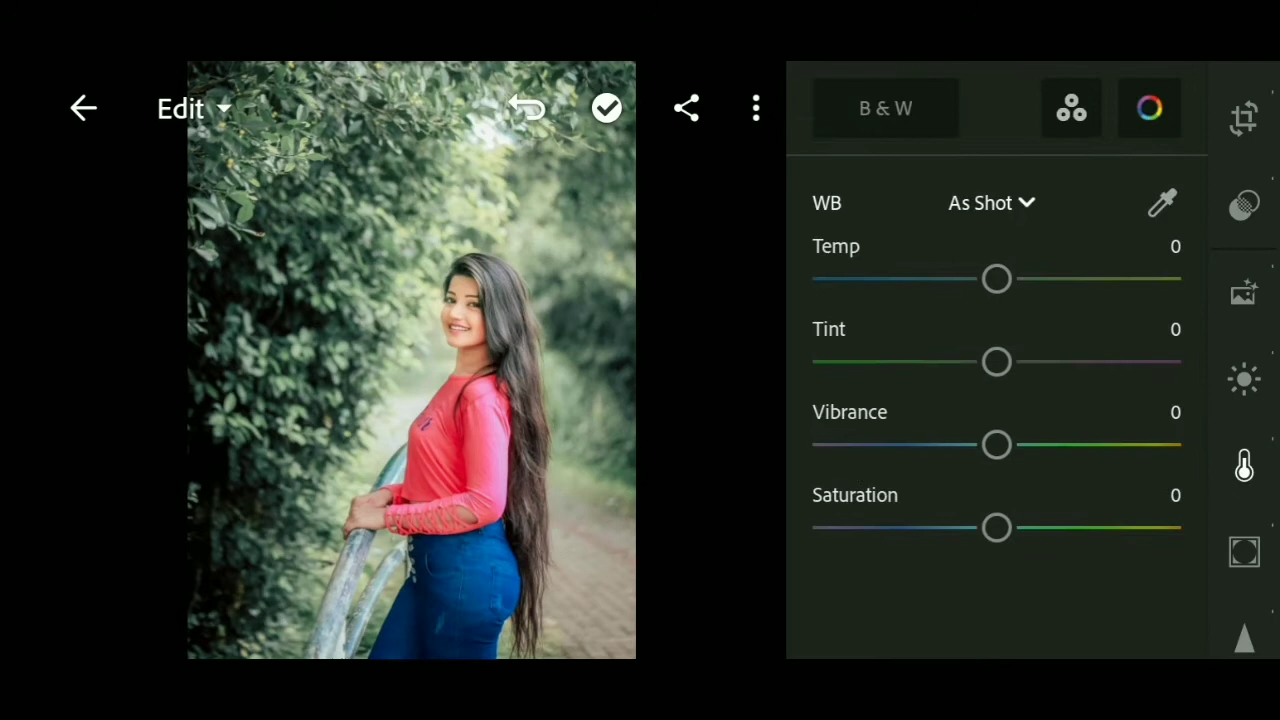 Edit
B & W
WB As Shot
Temp 0
Tint 0
Vibrance 0
Saturation 0